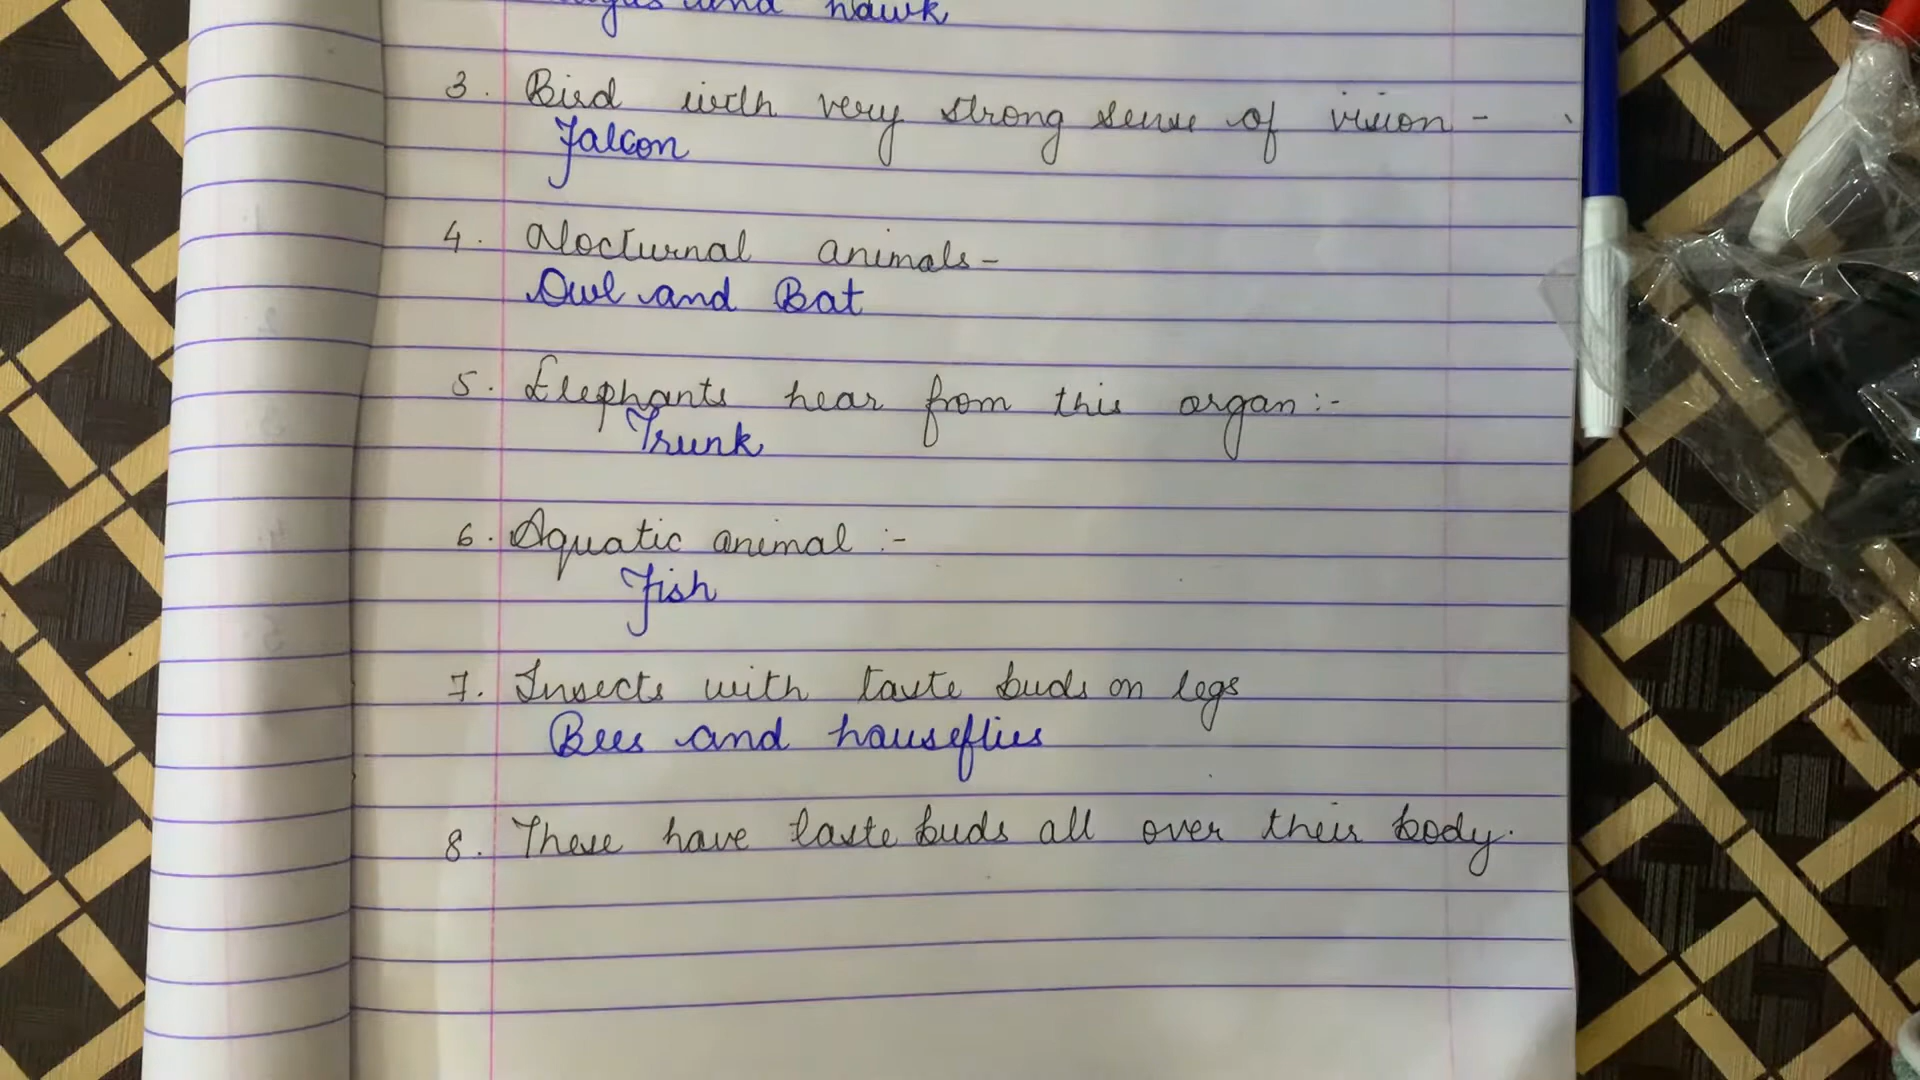 and hawk
3. Bird with very strong sense of vision -
Falcon
4. Nocturnal animals -
Owl and Bat
5. Elephants hear from this organ :-
Trunk
6. Aquatic animal :-
Fish
7. Insects with taste buds on legs
Bees and houseflies
8. These have taste buds all over their body.